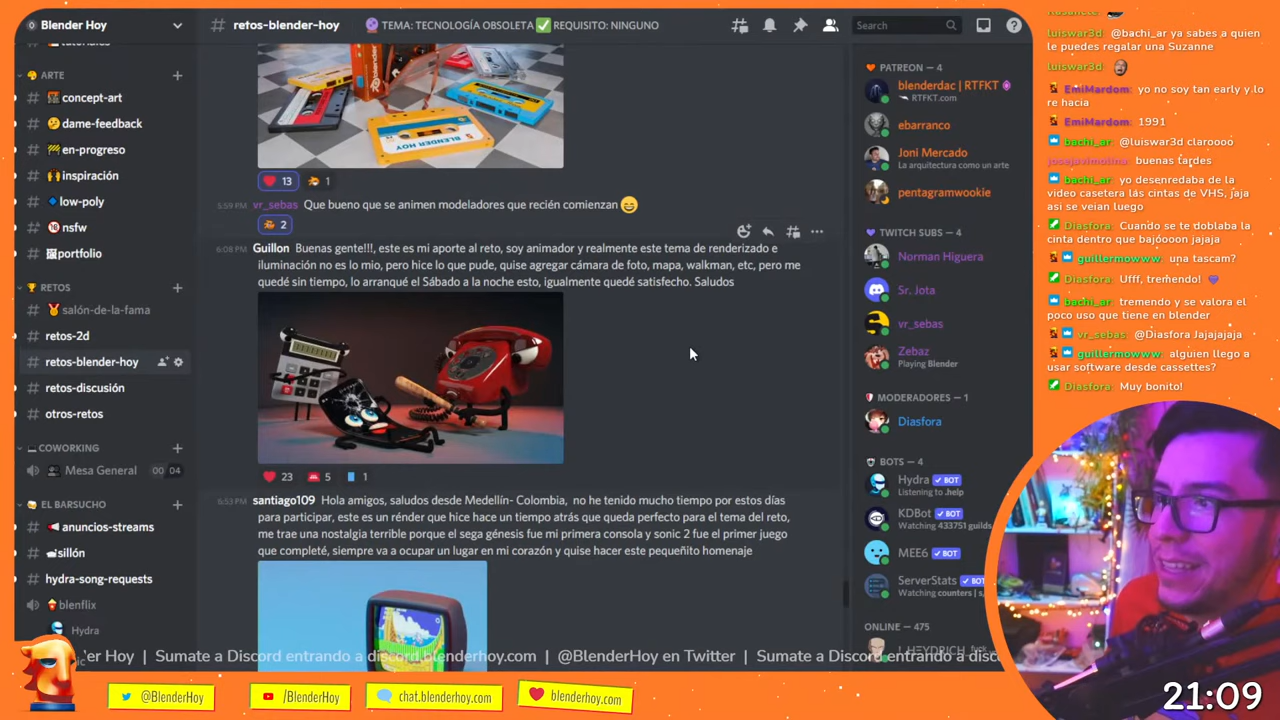 Blender Hoy
retos-blender-hoy
TEMA: TECNOLOGÍA OBSOLETA ✅ REQUISITO: NINGUNO
Search
tutoriales
ARTE
concept-art
dame-feedback
en-progreso
inspiración
low-poly
nsfw
portfolio
RETOS
salón-de-la-fama
retos-2d
retos-blender-hoy
retos-discusión
otros-retos
COWORKING
Mesa General 00 04
EL BARSUCHO
anuncios-streams
sillón
hydra-song-requests
blenflix
Hydra
BLENDER HOY
13 1
5:59 PM vr_sebas Que bueno que se animen modeladores que recién comienzan 😄
2
6:08 PM Guillon Buenas gente!!!, este es mi aporte al reto, soy animador y realmente este tema de renderizado e
iluminación no es lo mio, pero hice lo que pude, quise agregar cámara de foto, mapa, walkman, etc, pero me
quedé sin tiempo, lo arranqué el Sábado a la noche esto, igualmente quedé satisfecho. Saludos
23 5 1
6:53 PM santiago109 Hola amigos, saludos desde Medellín- Colombia, no he tenido mucho tiempo por estos días
para participar, este es un rénder que hice hace un tiempo atrás que queda perfecto para el tema del reto,
me trae una nostalgia terrible porque el sega génesis fue mi primera consola y sonic 2 fue el primer juego
que completé, siempre va a ocupar un lugar en mi corazón y quise hacer este pequeñito homenaje
PATREON — 4
blenderdac | RTFKT
RTFKT.com
ebarranco
Joni Mercado
La arquitectura como un arte
pentagramwookie
TWITCH SUBS — 4
Norman Higuera
Sr. Jota
vr_sebas
Zebaz
Playing Blender
MODERADORES — 1
Diasfora
BOTS — 4
Hydra ✓ BOT
Listening to .help
KDBot ✓ BOT
Watching 433751 guilds
MEE6 ✓ BOT
ServerStats ✓ BOT
Watching counters | s
ONLINE — 475
luiswar3d: @bachi_ar ya sabes a quien
le puedes regalar una Suzanne
luiswar3d:
EmiMardom: yo no soy tan early y lo
re hacia
EmiMardom: 1991
bachi_ar: @luiswar3d claroooó
josejavimolina: buenas tardes
bachi_ar: yo desenredaba de la
video casetera lás cintas de VHS, jaja
asi se veian luego
Diasfora: Cuando se te doblaba la
cinta dentro que bajóooon jajaja
guillermowww: una tascam?
Diasfora: Ufff, tremendo! 💜
bachi_ar: tremendo y se valora el
poco uso que tiene en blender
vr_sebas: @Diasfora Jajajajaja
guillermowww: alguien llego a
usar software desde cassettes?
Diasfora: Muy bonito!
er Hoy | Sumate a Discord entrando a discord.blenderhoy.com | @BlenderHoy en Twitter | Sumate a Discord entrando a disc
@BlenderHoy
/BlenderHoy
chat.blenderhoy.com
blenderhoy.com
21:09